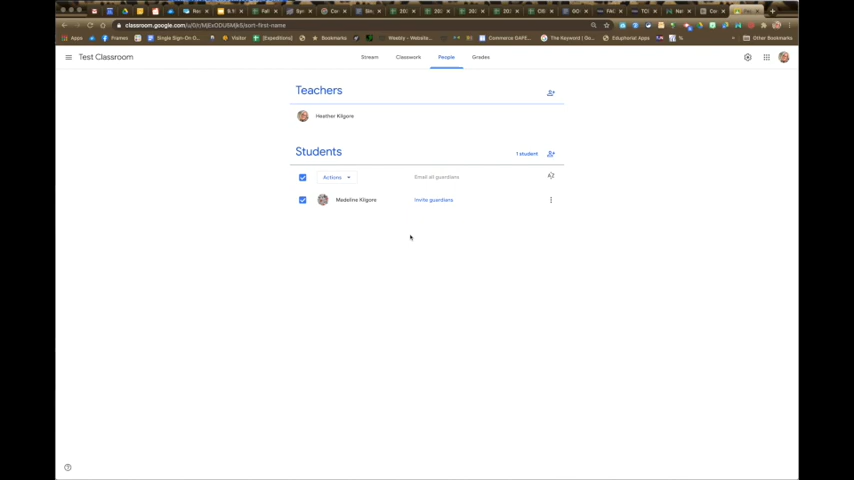 classroom.google.com/u/0/r/MjEsODU5Mjk5/sort-first-name
Apps
Frames
Single Sign-On O...
Visitor
[Expeditions]
Bookmarks
Weebly - Website...
Commerce GAFE...
The Keyword | Go...
Eduphoria! Apps
Other Bookmarks
Test Classroom
Stream
Classwork
People
Grades
Teachers
Heather Kilgore
Students
1 student
Actions
Email all guardians
AZ
Madeline Kilgore
Invite guardians